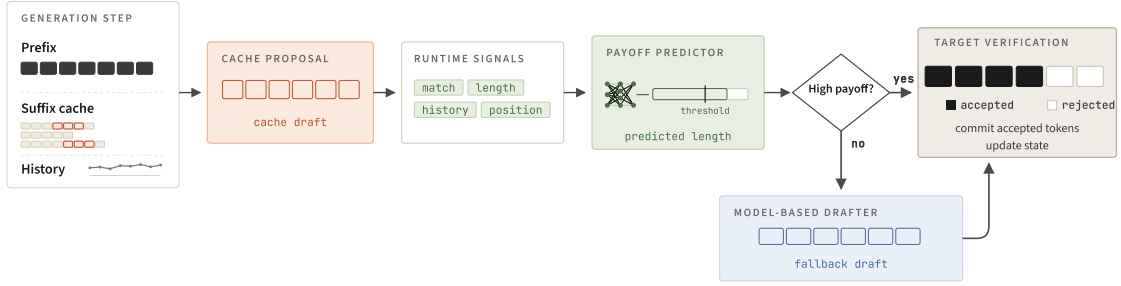 GENERATION STEP
Prefix
Suffix cache
History
CACHE PROPOSAL
cache draft
RUNTIME SIGNALS
match length
history position
PAYOFF PREDICTOR
threshold
predicted length
High payoff?
yes
no
TARGET VERIFICATION
accepted rejected
commit accepted tokens
update state
MODEL-BASED DRAFTER
fallback draft